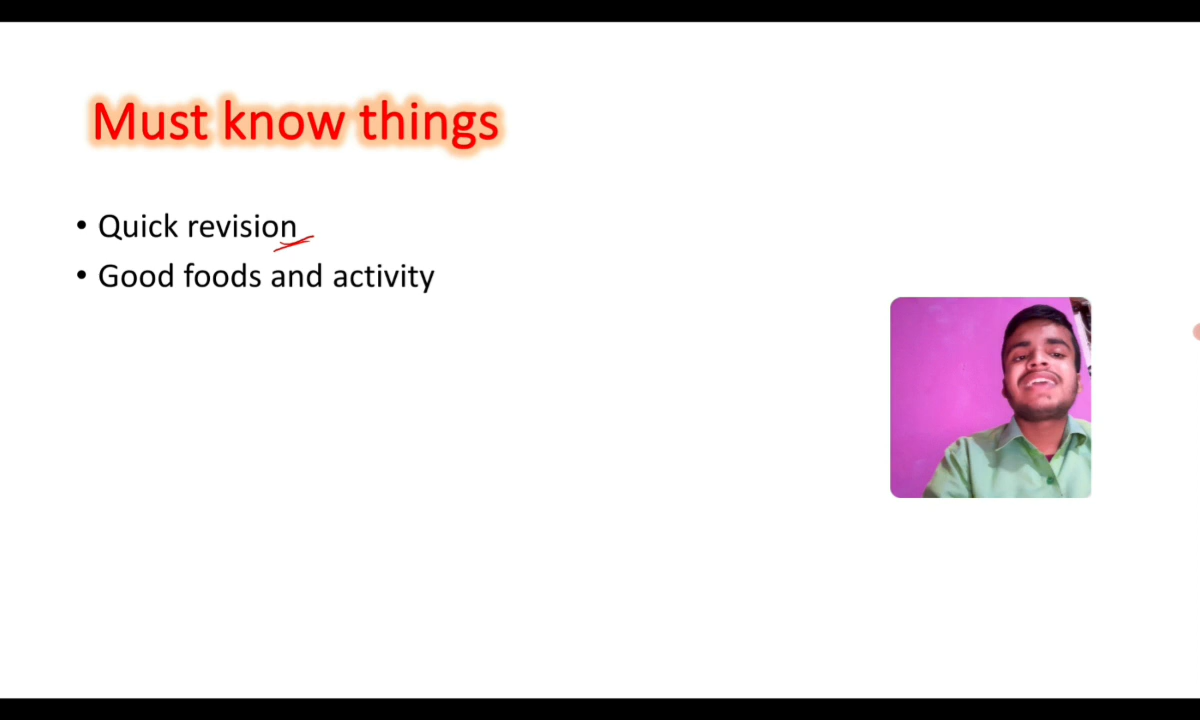 Must know things
• Quick revision
• Good foods and activity